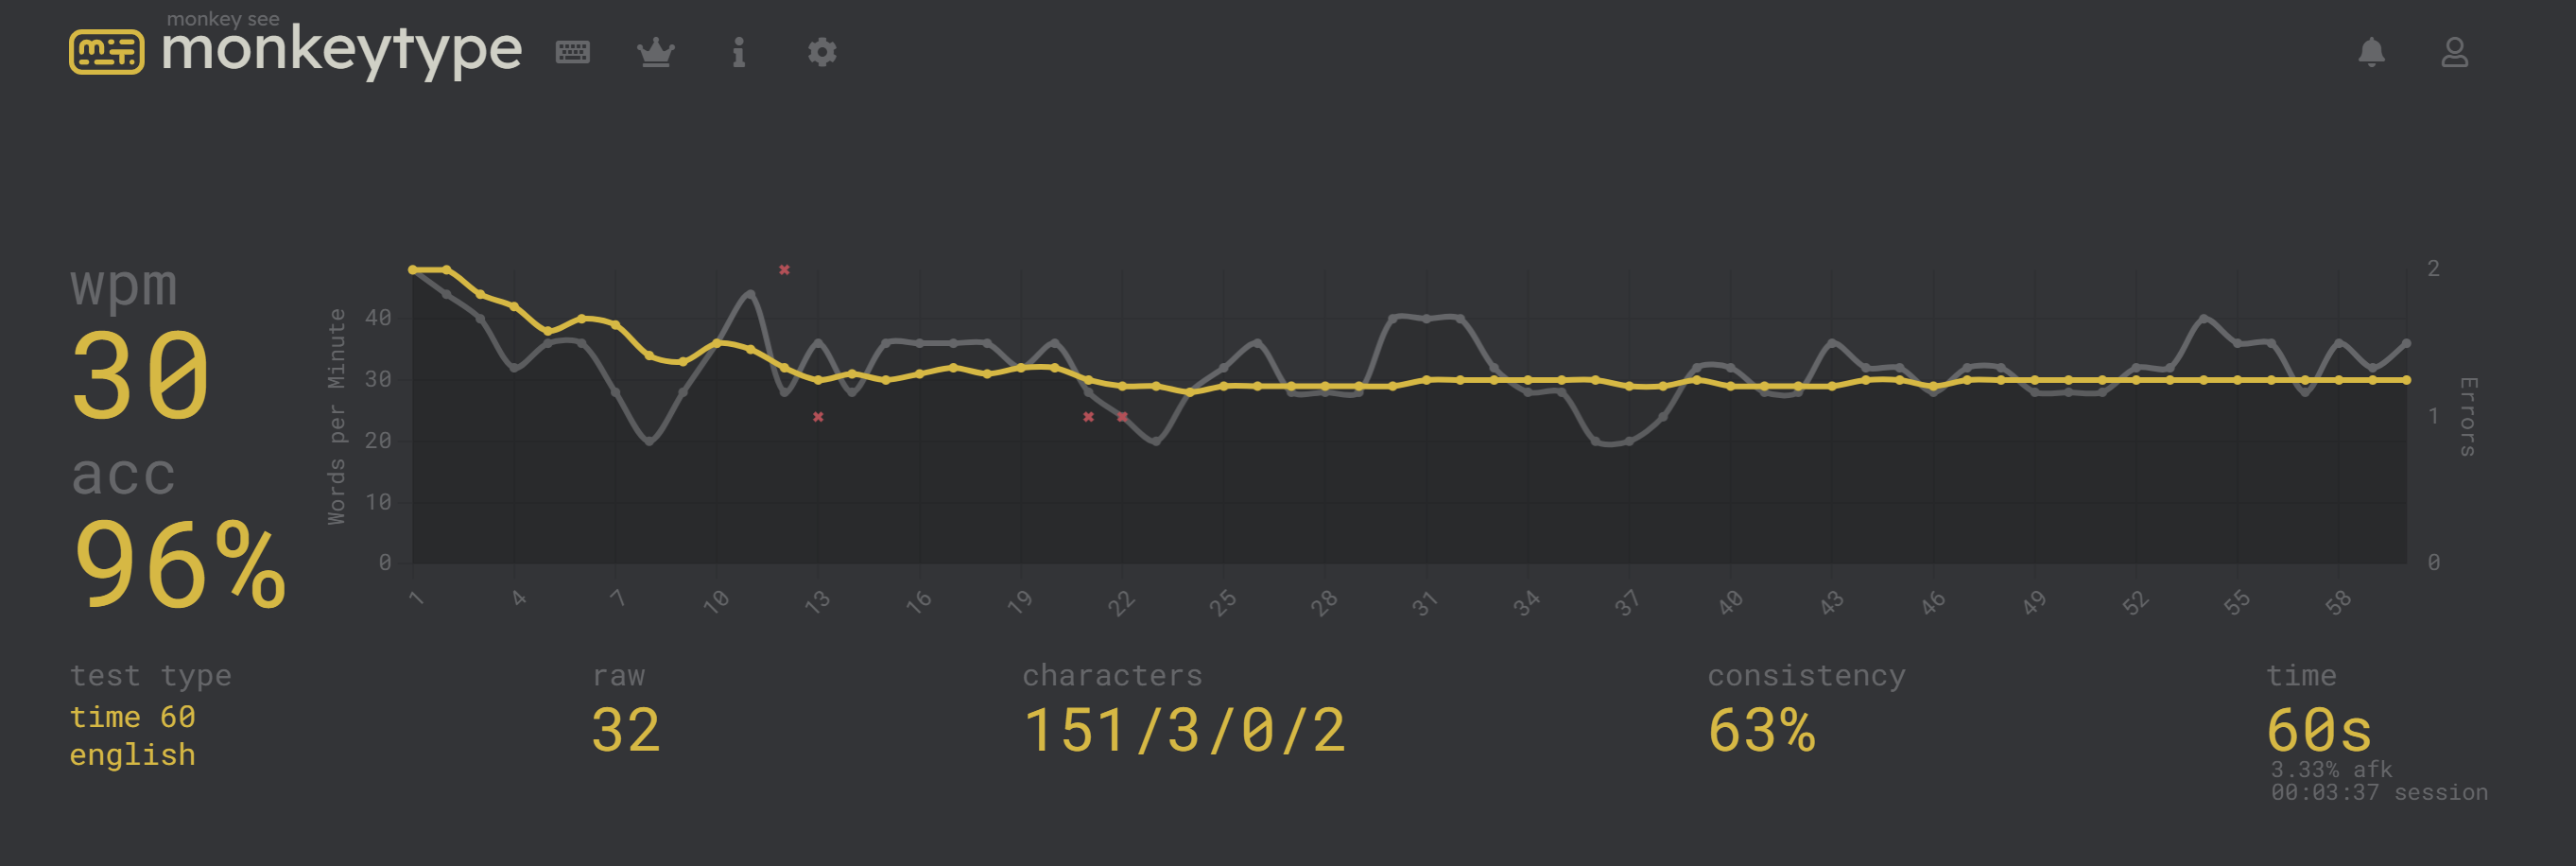 monkey see
monkeytype
wpm
30
acc
96%
Words per Minute
40
30
20
10
0
2
1
0
Errors
1 4 7 10 13 16 19 22 25 28 31 34 37 40 43 46 49 52 55 58
test type
time 60
english
raw
32
characters
151/3/0/2
consistency
63%
time
60s
3.33% afk
00:03:37 session